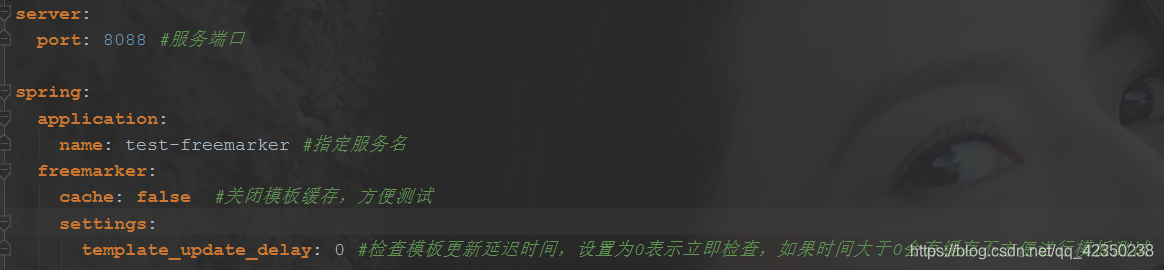 server:
port: 8088 #服务端口
spring:
application:
name: test-freemarker #指定服务名
freemarker:
cache: false #关闭模板缓存，方便测试
settings:
template_update_delay: 0 #检查模板更新延迟时间，设置为0表示立即检查，如果时间大于0
https://blog.csdn.net/qq_42350238